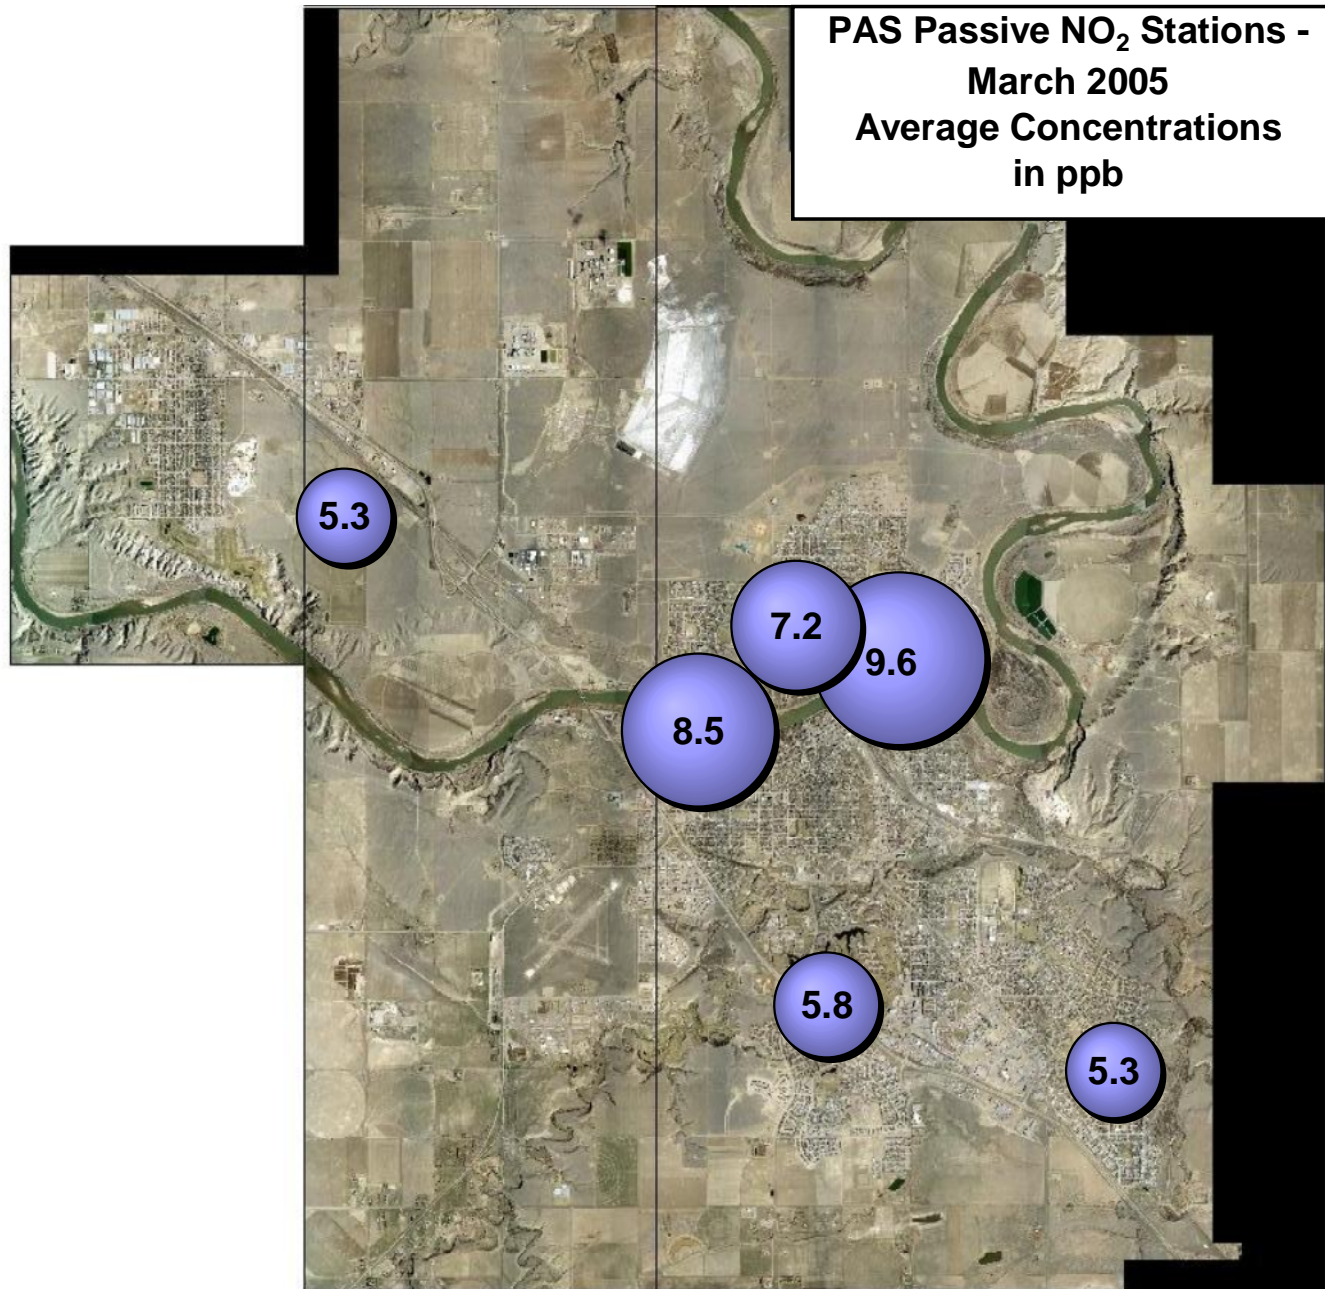 PAS Passive NO₂ Stations -
March 2005
Average Concentrations
in ppb
5.3
7.2
9.6
8.5
5.8
5.3